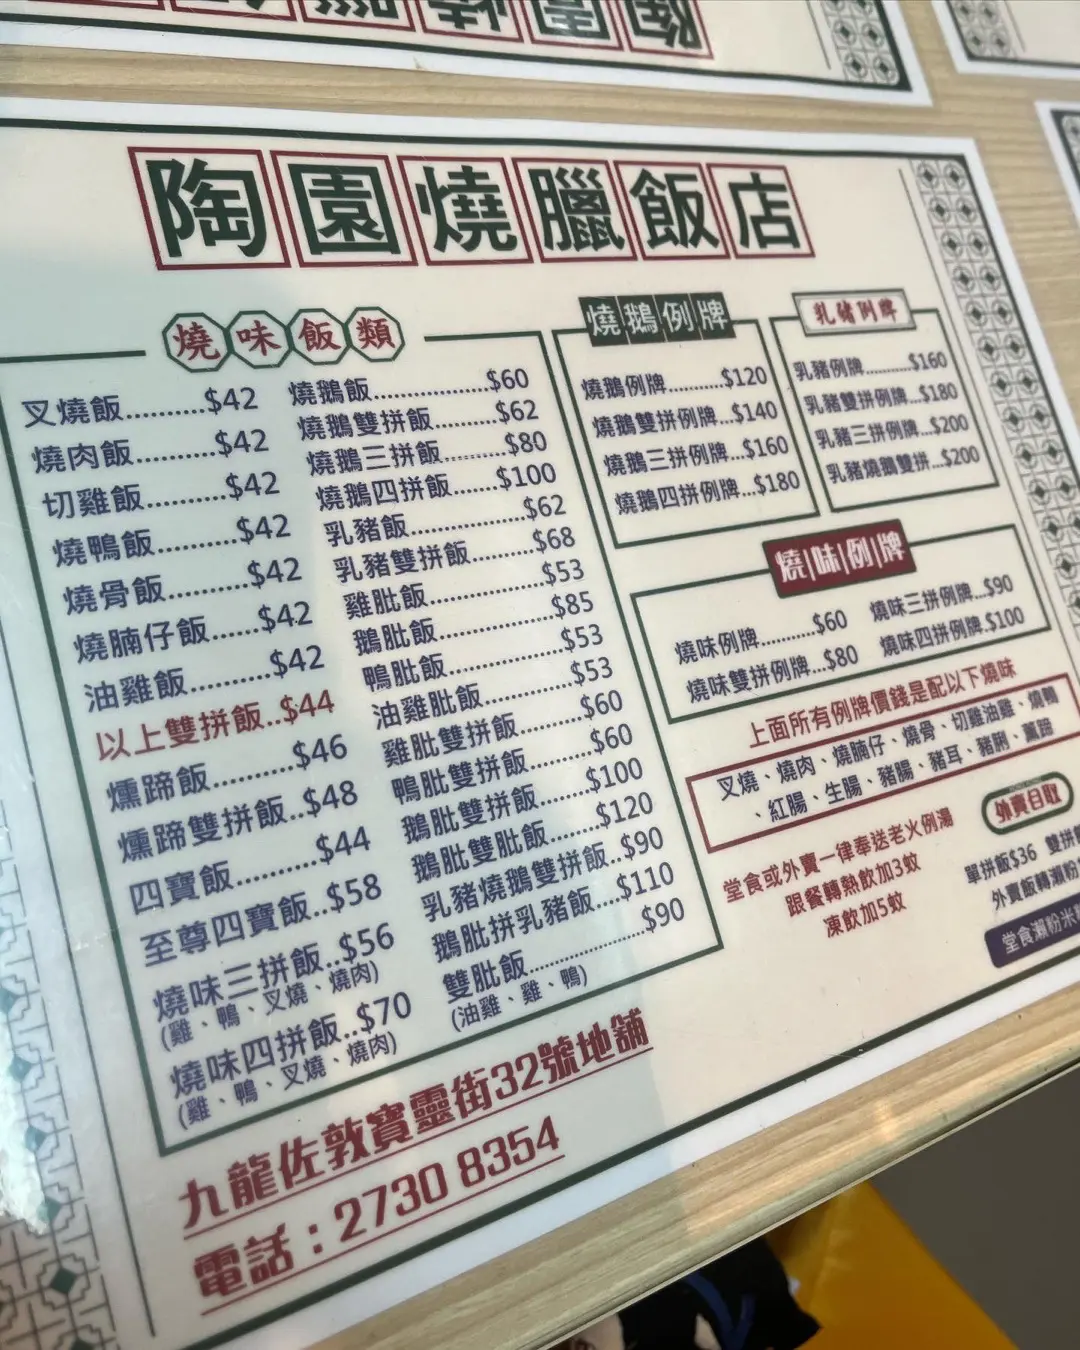 陶園燒臘飯店
燒味飯類
叉燒飯..........$42
燒肉飯..........$42
切雞飯..........$42
燒鴨飯..........$42
燒骨飯..........$42
燒腩仔飯......$42
油雞飯..........$42
以上雙拼飯..$44
燻蹄飯..........$46
燻蹄雙拼飯..$48
四寶飯..........$44
至尊四寶飯..$58
燒味三拼飯..$56
(雞、鴨、叉燒、燒肉)
燒味四拼飯..$70
(雞、鴨、叉燒、燒肉)
燒鵝飯..............$60
燒鵝雙拼飯........$62
燒鵝三拼飯........$80
燒鵝四拼飯......$100
乳豬飯..............$62
乳豬雙拼飯........$68
雞肶飯..............$53
鵝肶飯..............$85
鴨肶飯..............$53
油雞肶飯..........$53
雞肶雙拼飯........$60
鴨肶雙拼飯........$60
鵝肶雙拼飯......$100
鵝肶雙肶飯......$120
乳豬燒鵝雙拼飯..$90
鵝肶拼乳豬飯....$110
雙肶飯..............$90
(油雞、雞、鴨)
燒鵝例牌..........$120
燒鵝雙拼例牌...$140
燒鵝三拼例牌...$160
燒鵝四拼例牌...$180
乳豬例牌
乳豬例牌..........$160
乳豬雙拼例牌...$180
乳豬三拼例牌...$200
乳豬燒鵝雙拼...$200
燒味例牌
燒味例牌..........$60
燒味雙拼例牌...$80
燒味三拼例牌...$90
燒味四拼例牌.$100
上面所有例牌價錢是配以下燒味
叉燒、燒肉、燒腩仔、燒骨、切雞油雞、燒鴨
、紅腸、生腸、豬腸、豬耳、豬脷、薰蹄
堂食或外賣一律奉送老火例湯
跟餐轉熱飲加3蚊
凍飲加5蚊
外賣自取
單拼飯$36 雙拼
外賣飯轉瀨粉
堂食瀨粉米
九龍佐敦寶靈街32號地舖
電話：2730 8354